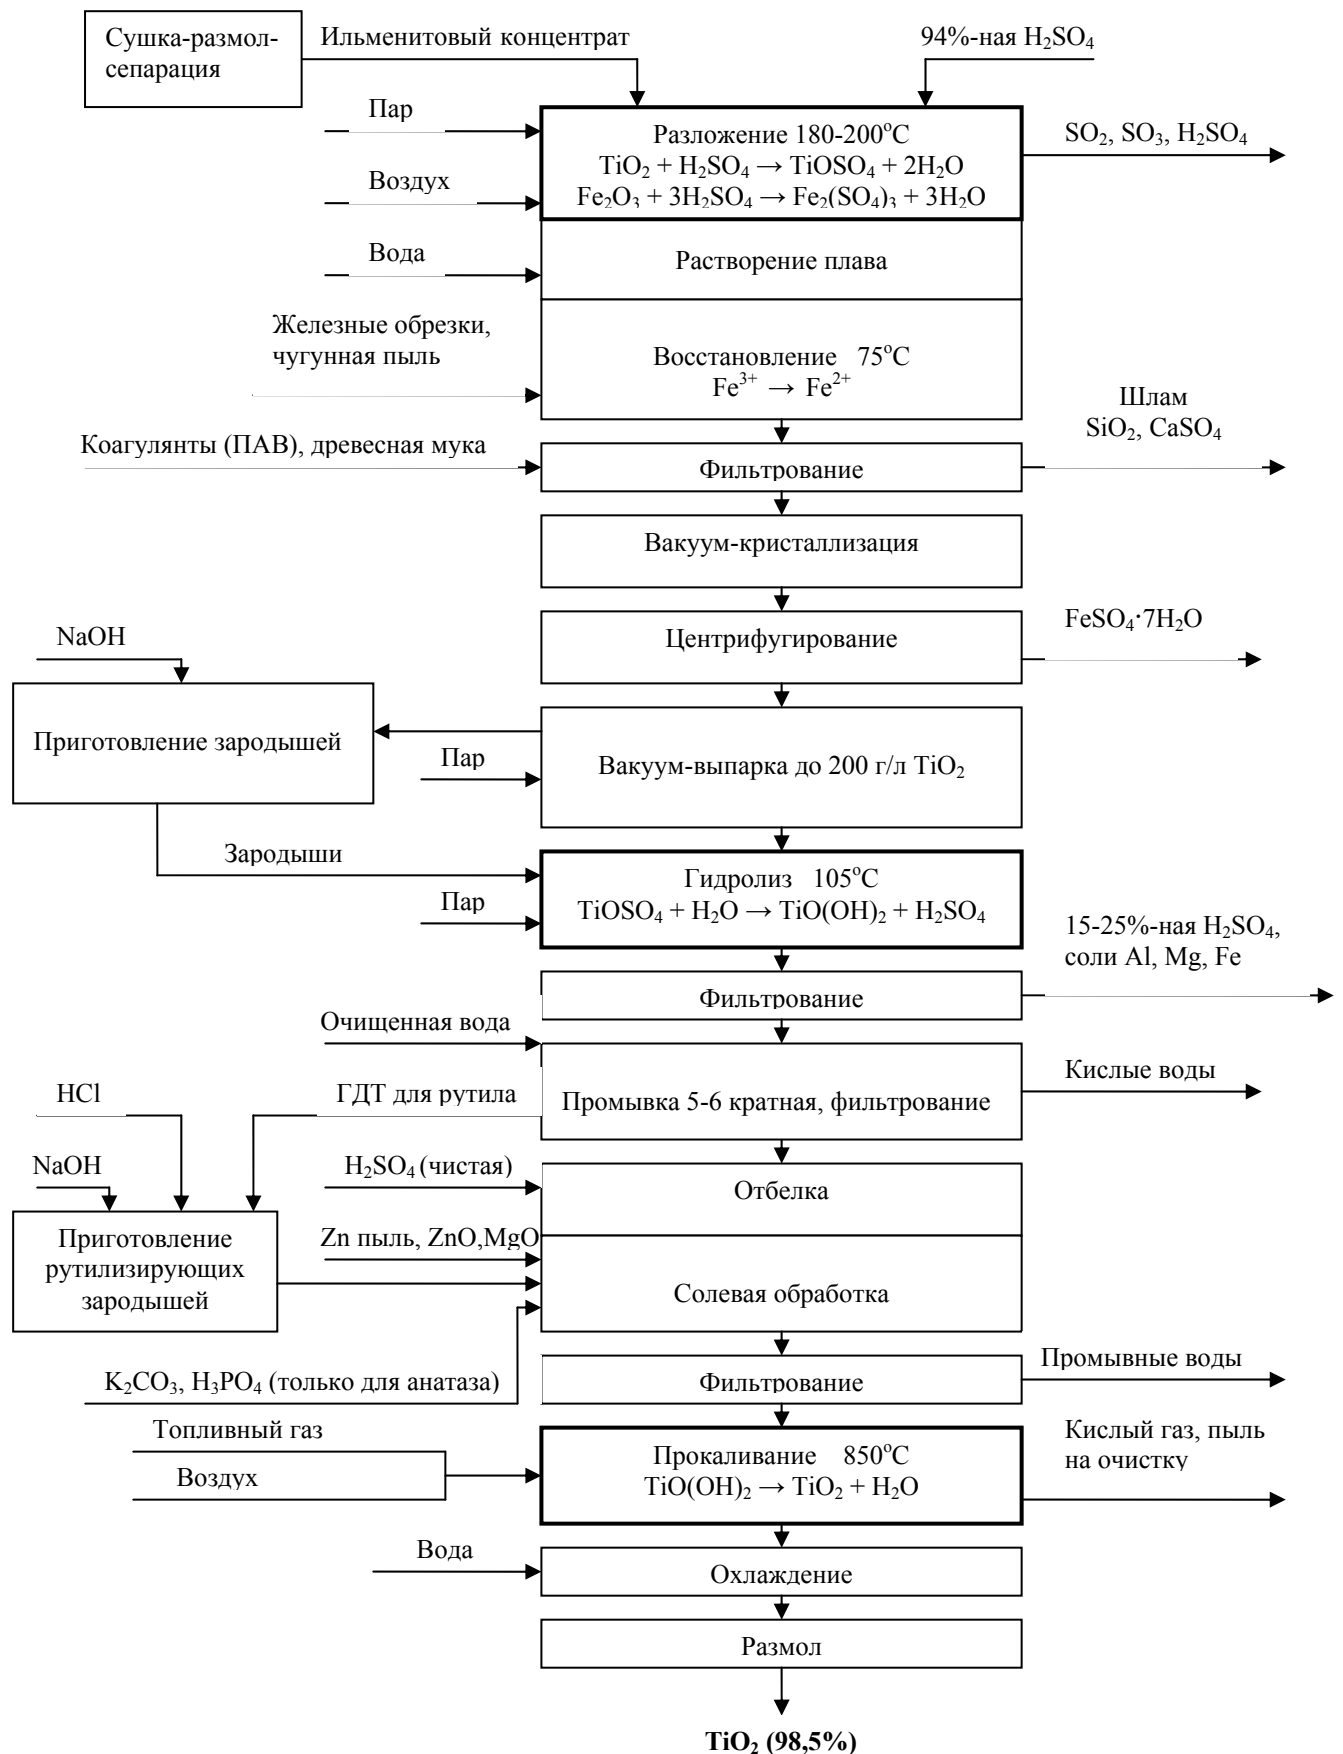 Сушка-размол-
сепарация
Ильменитовый концентрат
94%-ная H₂SO₄
Пар
Разложение 180-200°C
TiO₂ + H₂SO₄ → TiOSO₄ + 2H₂O
Fe₂O₃ + 3H₂SO₄ → Fe₂(SO₄)₃ + 3H₂O
SO₂, SO₃, H₂SO₄
Воздух
Вода
Растворение плава
Железные обрезки,
чугунная пыль
Восстановление 75°C
Fe³⁺ → Fe²⁺
Шлам
SiO₂, CaSO₄
Коагулянты (ПАВ), древесная мука
Фильтрование
Вакуум-кристаллизация
Центрифугирование
FeSO₄·7H₂O
NaOH
Приготовление зародышей
Пар
Вакуум-выпарка до 200 г/л TiO₂
Зародыши
Гидролиз 105°C
TiOSO₄ + H₂O → TiO(OH)₂ + H₂SO₄
Пар
15-25%-ная H₂SO₄,
соли Al, Mg, Fe
Фильтрование
Очищенная вода
Кислые воды
HCl
ГДТ для рутила
Промывка 5-6 кратная, фильтрование
NaOH
H₂SO₄ (чистая)
Отбелка
Приготовление
рутилизирующих
зародышей
Zn пыль, ZnO,MgO
Солевая обработка
K₂CO₃, H₃PO₄ (только для анатаза)
Фильтрование
Промывные воды
Топливный газ
Воздух
Прокаливание 850°C
TiO(OH)₂ → TiO₂ + H₂O
Кислый газ, пыль
на очистку
Вода
Охлаждение
Размол
TiO₂ (98,5%)